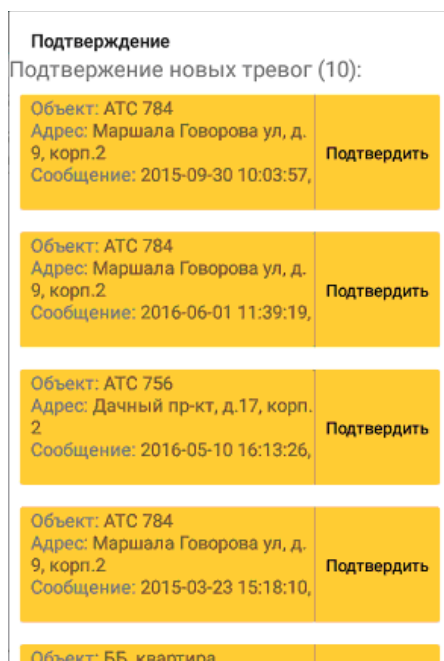 Подтверждение
Подтвержение новых тревог (10):
Объект: АТС 784
Адрес: Маршала Говорова ул, д.
9, корп.2
Сообщение: 2015-09-30 10:03:57,
Подтвердить
Объект: АТС 784
Адрес: Маршала Говорова ул, д.
9, корп.2
Сообщение: 2016-06-01 11:39:19,
Подтвердить
Объект: АТС 756
Адрес: Дачный пр-кт, д.17, корп.
2
Сообщение: 2016-05-10 16:13:26,
Подтвердить
Объект: АТС 784
Адрес: Маршала Говорова ул, д.
9, корп.2
Сообщение: 2015-03-23 15:18:10,
Подтвердить
Объект: ББ, квартира